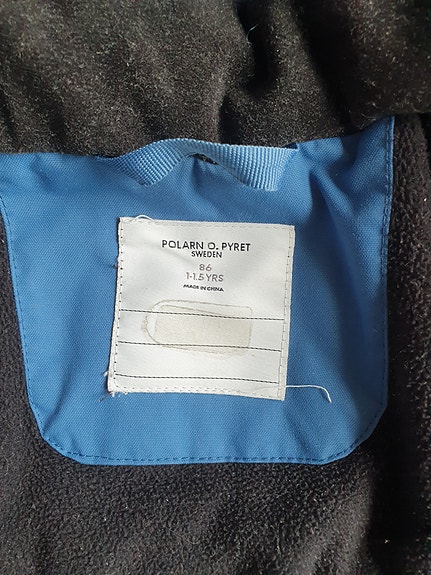 POLARN O. PYRET
SWEDEN
86
1-1.5 YRS
MADE IN CHINA